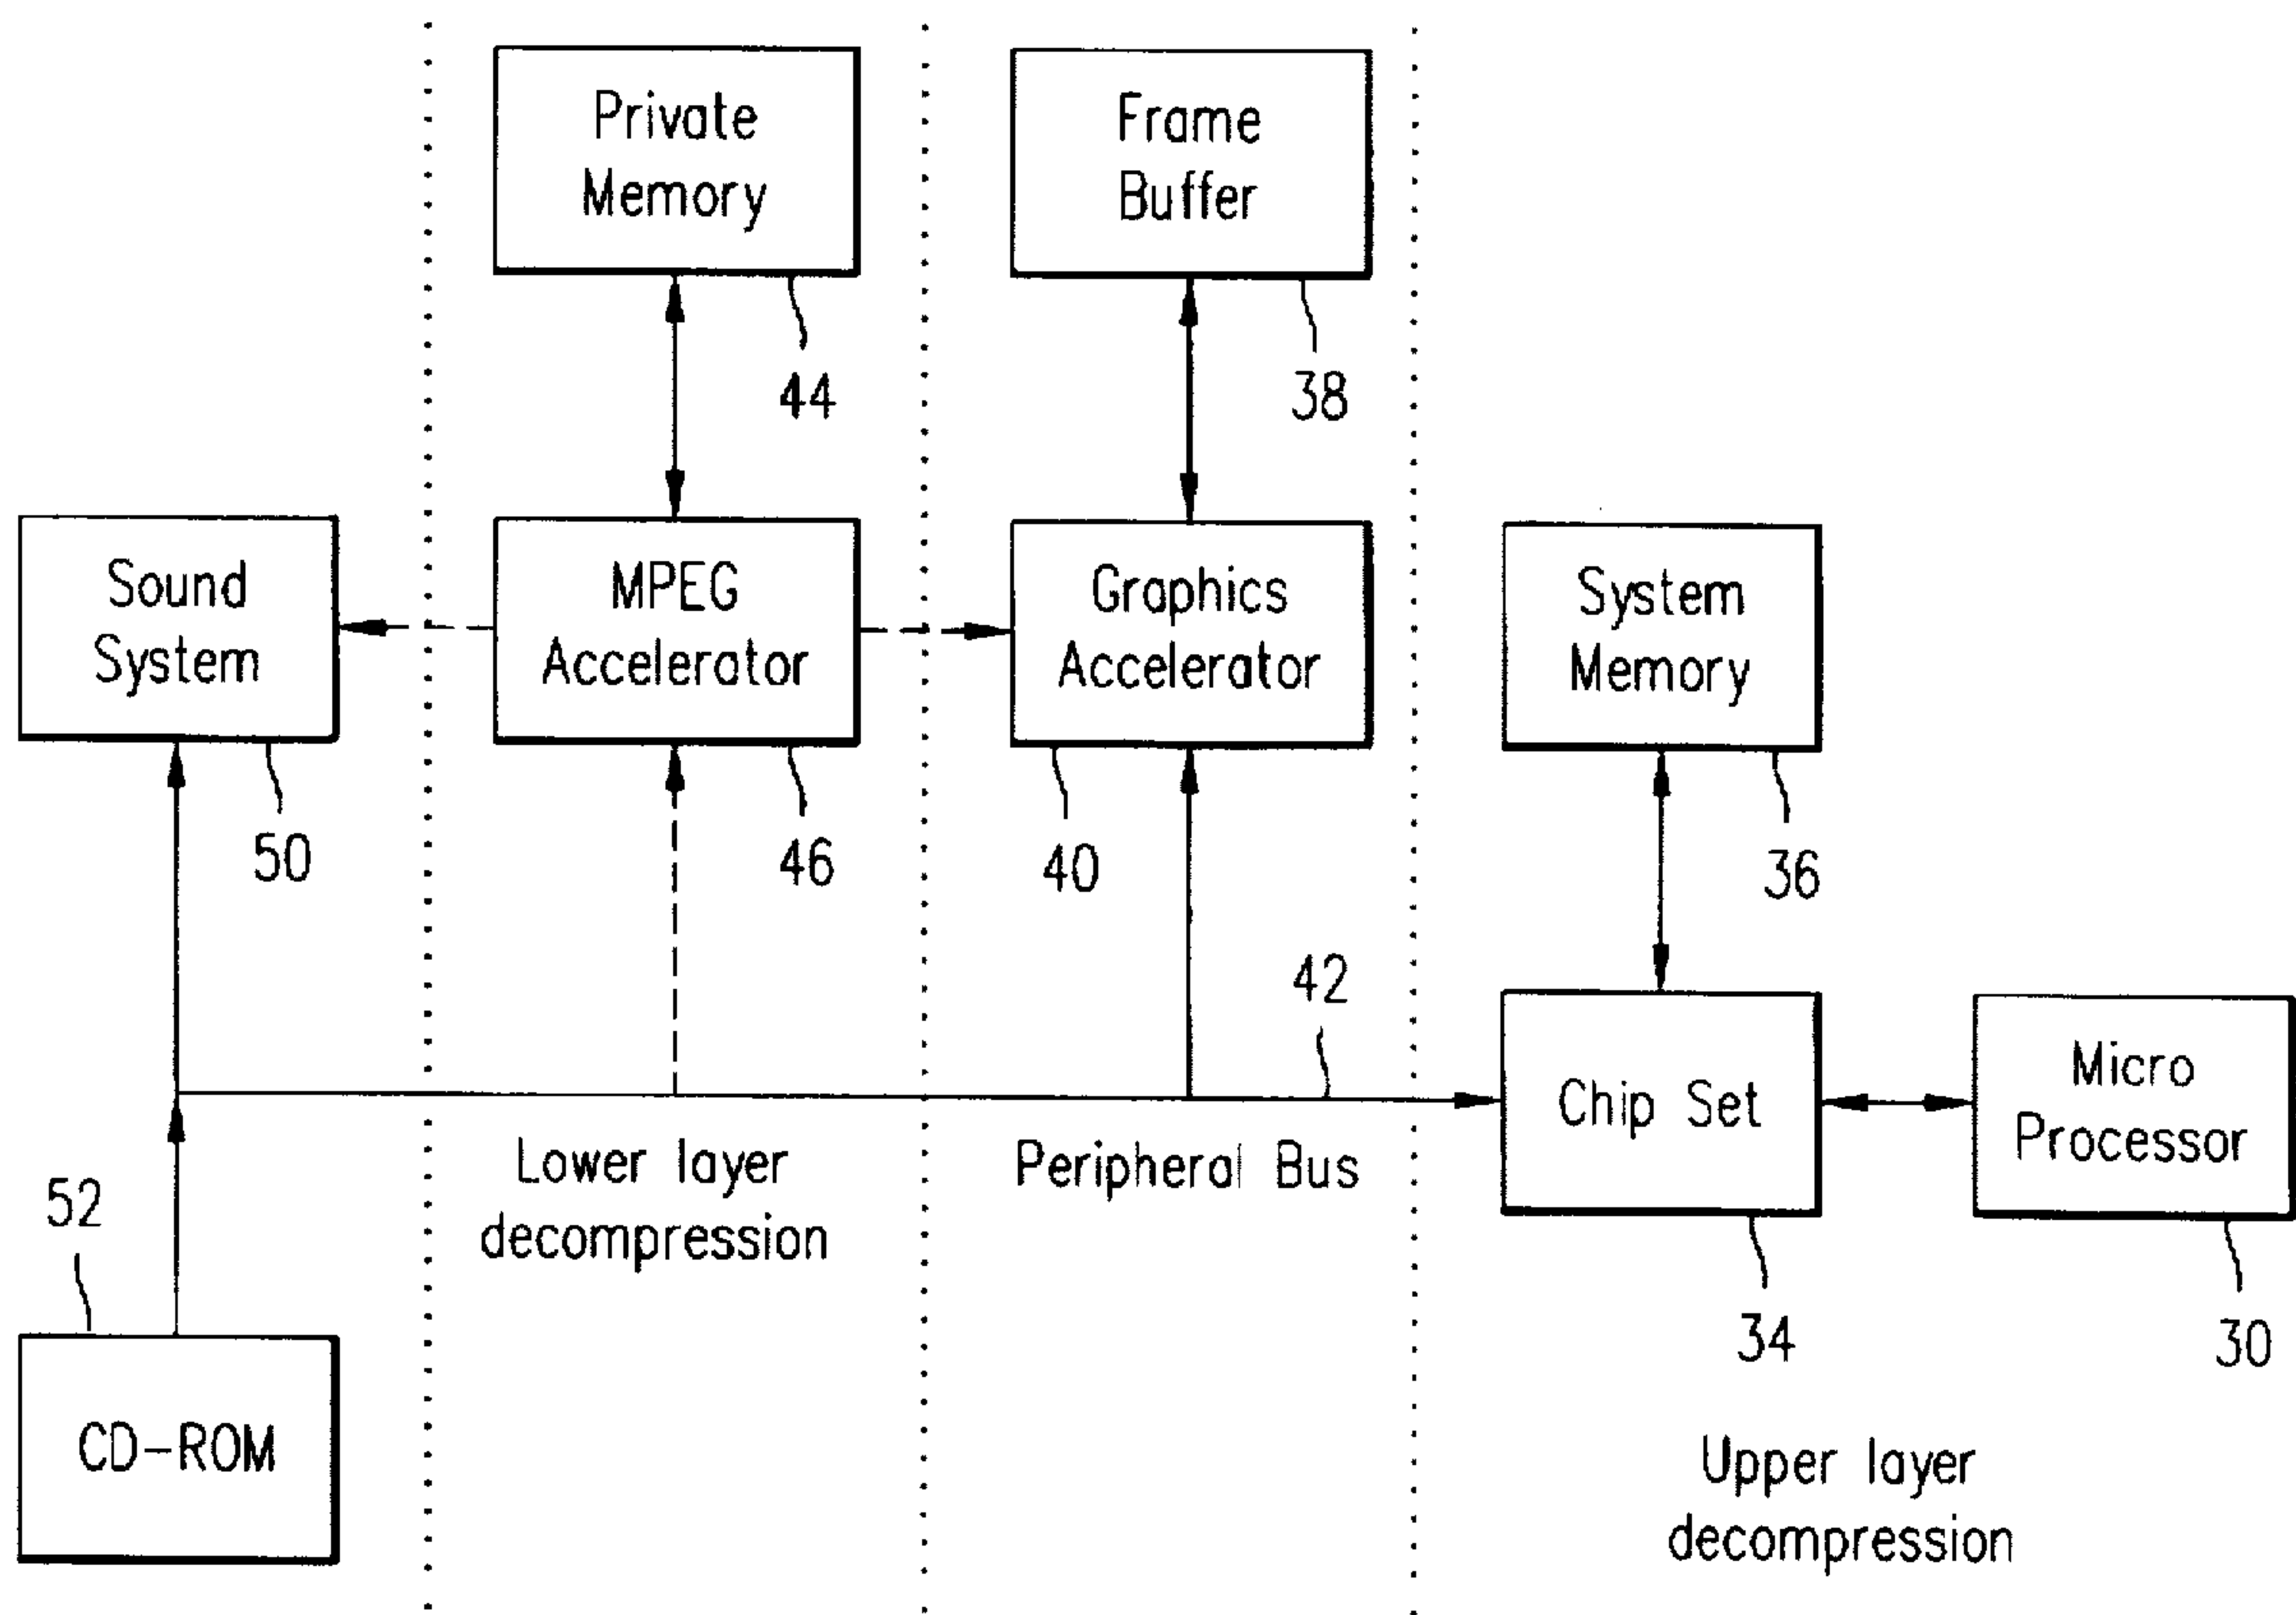 Private
Memory
44
Frame
Buffer
38
Sound
System
50
MPEG
Accelerator
46
Graphics
Accelerator
40
System
Memory
36
42
Chip Set
34
Micro
Processor
30
Lower layer
decompression
Peripheral Bus
52
CD-ROM
Upper layer
decompression